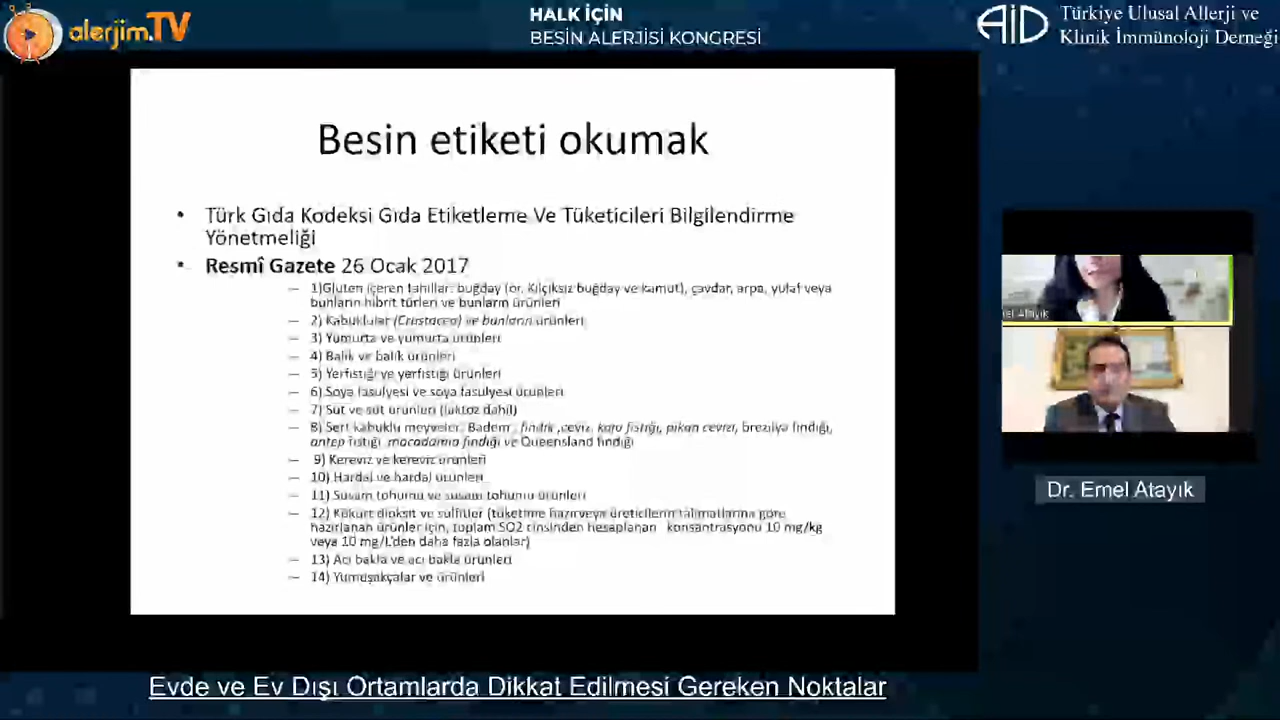 alerjim.TV
HALK İÇİN
BESİN ALERJİSİ KONGRESİ
AİD
Türkiye Ulusal Allerji ve
Klinik İmmünoloji Derneği
Besin etiketi okumak
• Türk Gıda Kodeksi Gıda Etiketleme Ve Tüketicileri Bilgilendirme
Yönetmeliği
• Resmî Gazete 26 Ocak 2017
– 1)Gluten içeren tahıllar: buğday (ör. Kılçıksız buğday ve kamut), çavdar, arpa, yulaf veya
bunların hibrit türleri ve bunların ürünleri
– 2) Kabuklular (Crustacea) ve bunların ürünleri
– 3) Yumurta ve yumurta ürünleri
– 4) Balık ve balık ürünleri
– 5) Yerfıstığı ve yerfıstığı ürünleri
– 6) Soya fasulyesi ve soya fasulyesi ürünleri
– 7) Süt ve süt ürünleri (laktoz dahil)
– 8) Sert kabuklu meyveler: Badem, fındık, ceviz, kaju fıstığı, pikan cevizi, brezilya fındığı,
antep fıstığı, macadamia fındığı ve Queensland fındığı
– 9) Kereviz ve kereviz ürünleri
– 10) Hardal ve hardal ürünleri
– 11) Susam tohumu ve susam tohumu ürünleri
– 12) Kükürt dioksit ve sülfitler (tüketime hazır veya üreticilerin talimatlarına göre
hazırlanan ürünler için, toplam SO2 cinsinden hesaplanan konsantrasyonu 10 mg/kg
veya 10 mg/L'den daha fazla olanlar)
– 13) Acı bakla ve acı bakla ürünleri
– 14) Yumuşakçalar ve ürünleri
Atayık
Dr. Emel Atayık
Evde ve Ev Dışı Ortamlarda Dikkat Edilmesi Gereken Noktalar